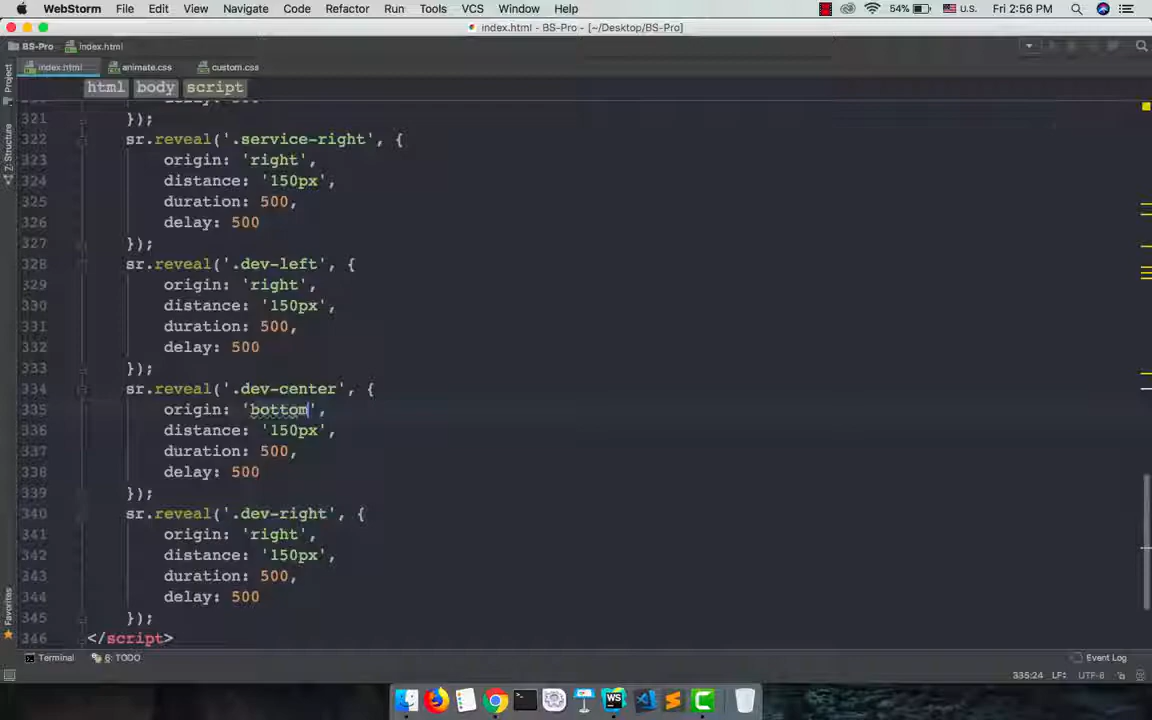 WebStorm File Edit View Navigate Code Refactor Run Tools VCS Window Help 54% U.S. Fri 2:56 PM
index.html - BS-Pro - [~/Desktop/BS-Pro]
BS-Pro index.html
index.html animate.css custom.css
html body script
Project
Z: Structure
Favorites
321 });
322 sr.reveal('.service-right', {
323 origin: 'right',
324 distance: '150px',
325 duration: 500,
326 delay: 500
327 });
328 sr.reveal('.dev-left', {
329 origin: 'right',
330 distance: '150px',
331 duration: 500,
332 delay: 500
333 });
334 sr.reveal('.dev-center', {
335 origin: 'bottom',
336 distance: '150px',
337 duration: 500,
338 delay: 500
339 });
340 sr.reveal('.dev-right', {
341 origin: 'right',
342 distance: '150px',
343 duration: 500,
344 delay: 500
345 });
346 </script>
Terminal 6: TODO Event Log
335:24 LF: UTF-8
WS